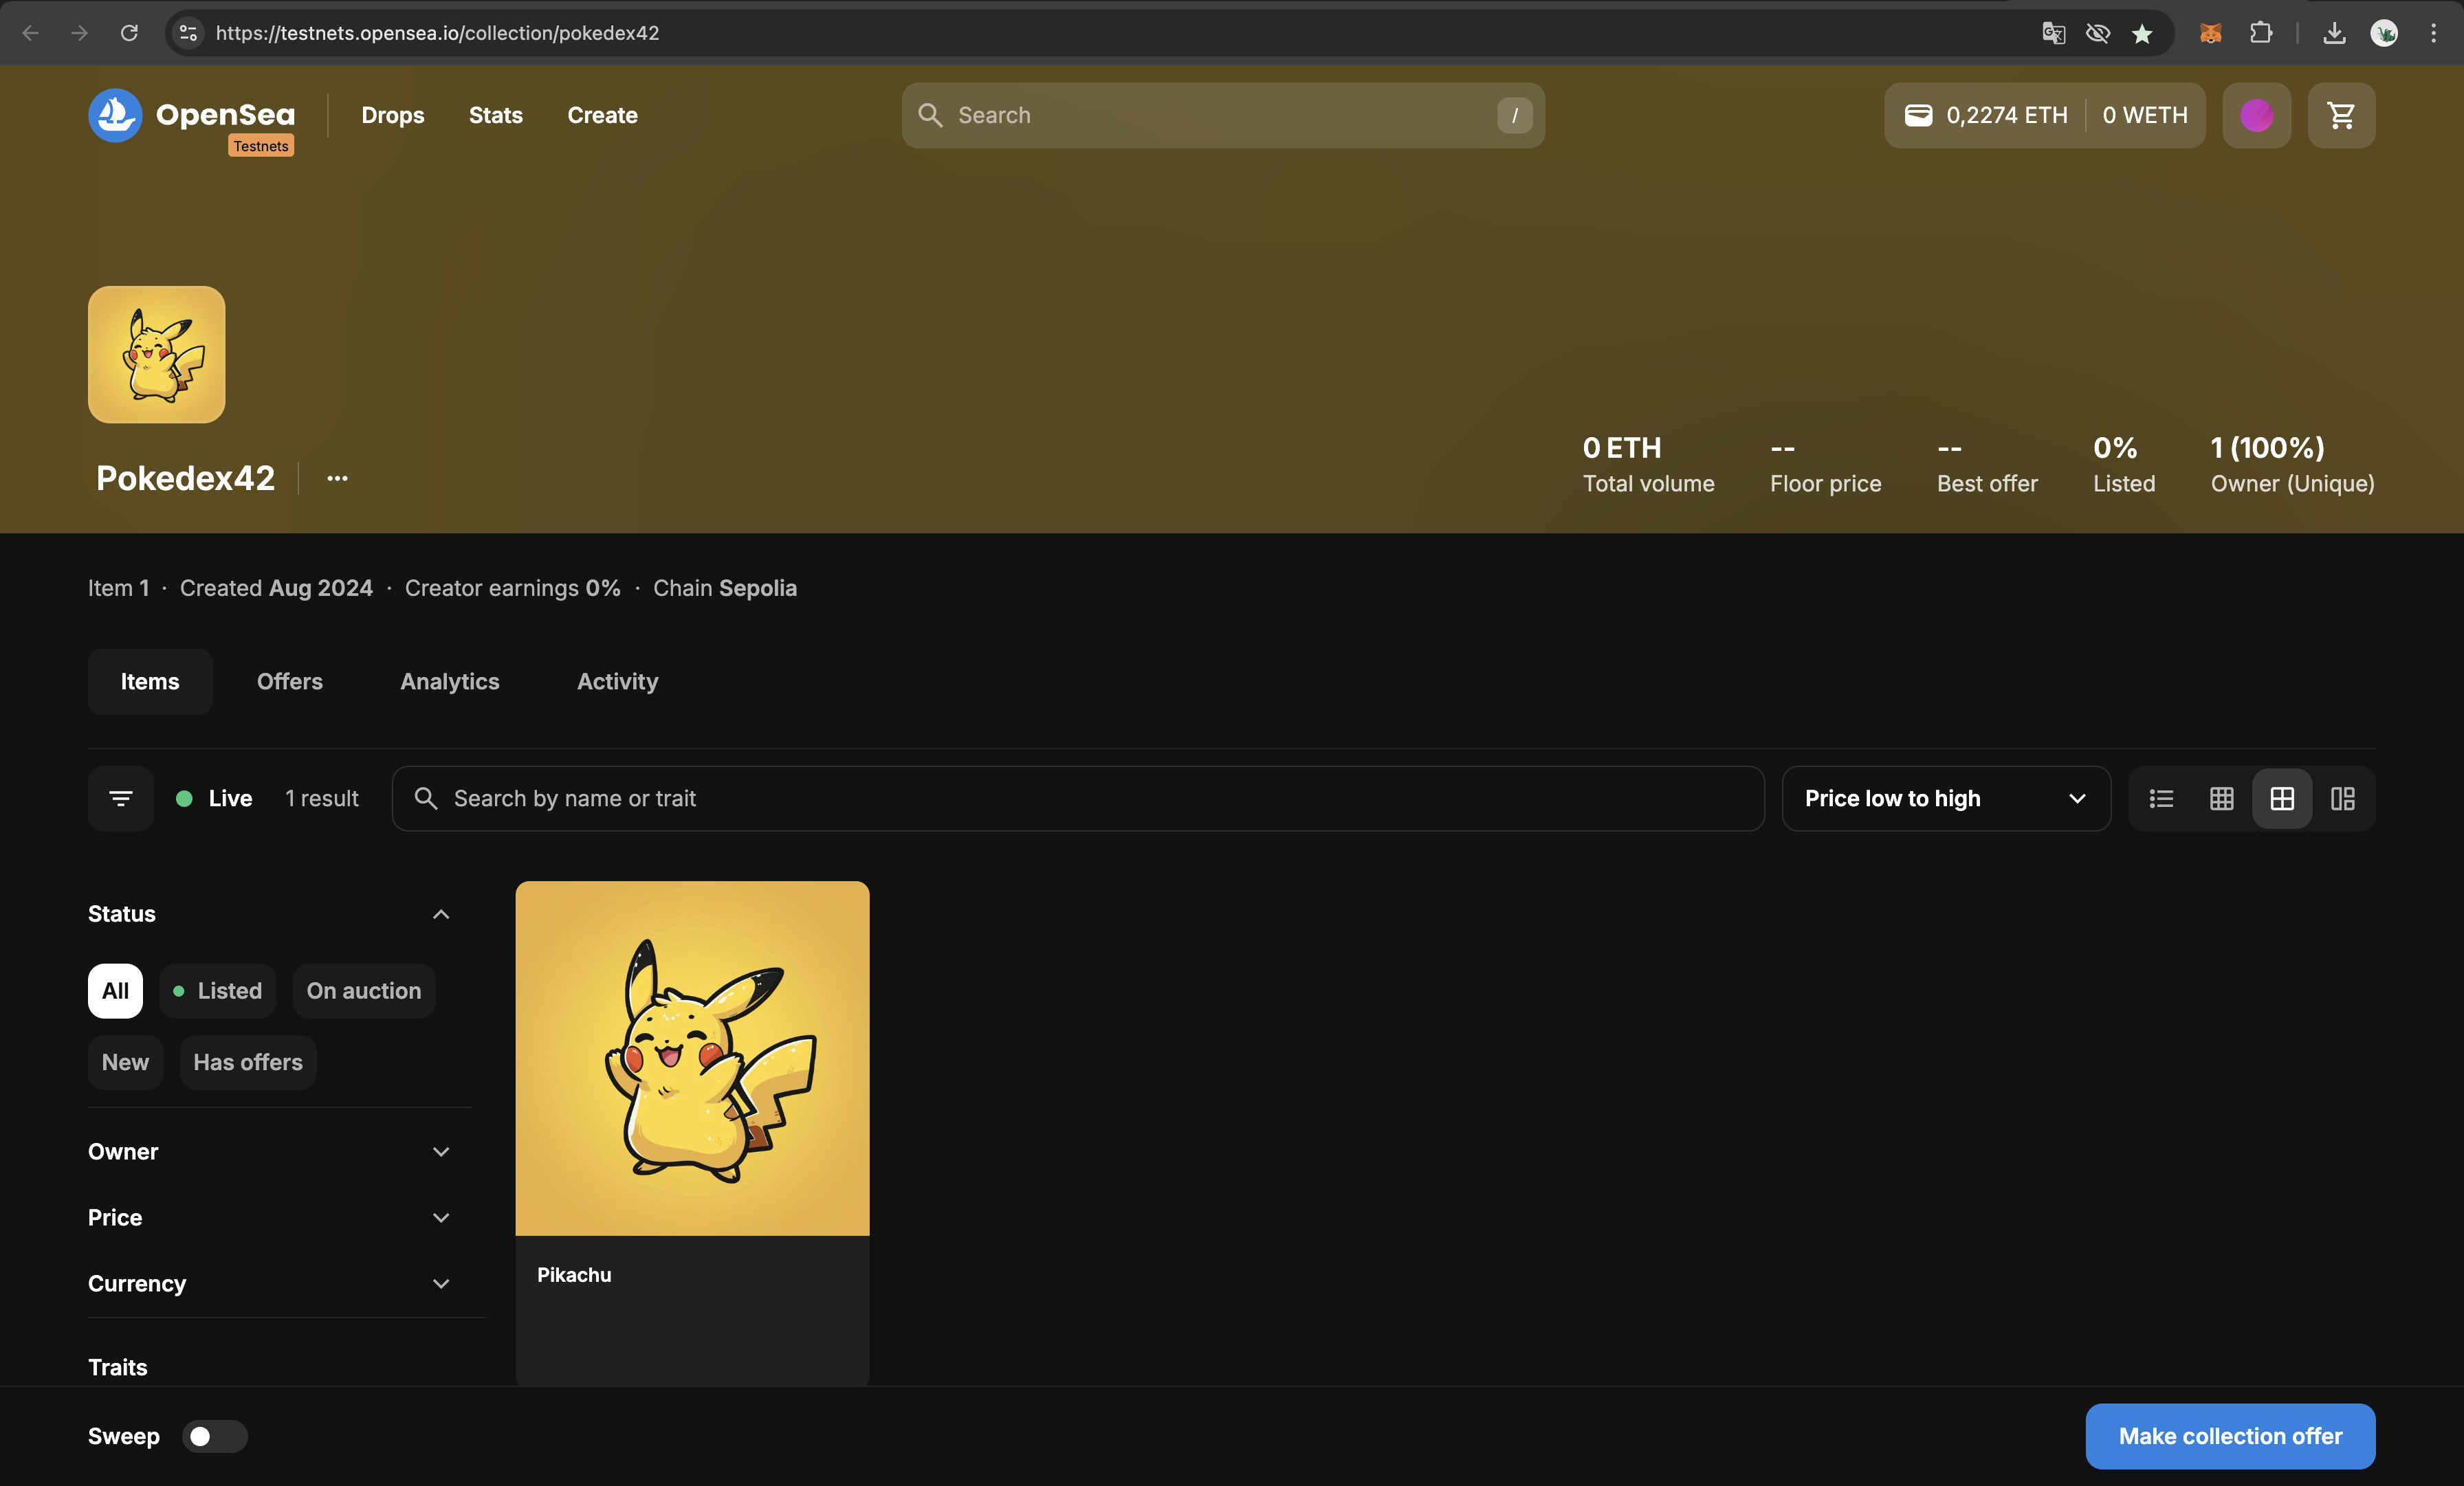 https://testnets.opensea.io/collection/pokedex42
OpenSea
Testnets
Drops
Stats
Create
Search
/
0,2274 ETH
0 WETH
Pokedex42
0 ETH
Total volume
--
Floor price
--
Best offer
0%
Listed
1 (100%)
Owner (Unique)
Item 1 · Created Aug 2024 · Creator earnings 0% · Chain Sepolia
Items
Offers
Analytics
Activity
Live
1 result
Search by name or trait
Price low to high
Status
All
Listed
On auction
New
Has offers
Owner
Price
Currency
Traits
Pikachu
Sweep
Make collection offer